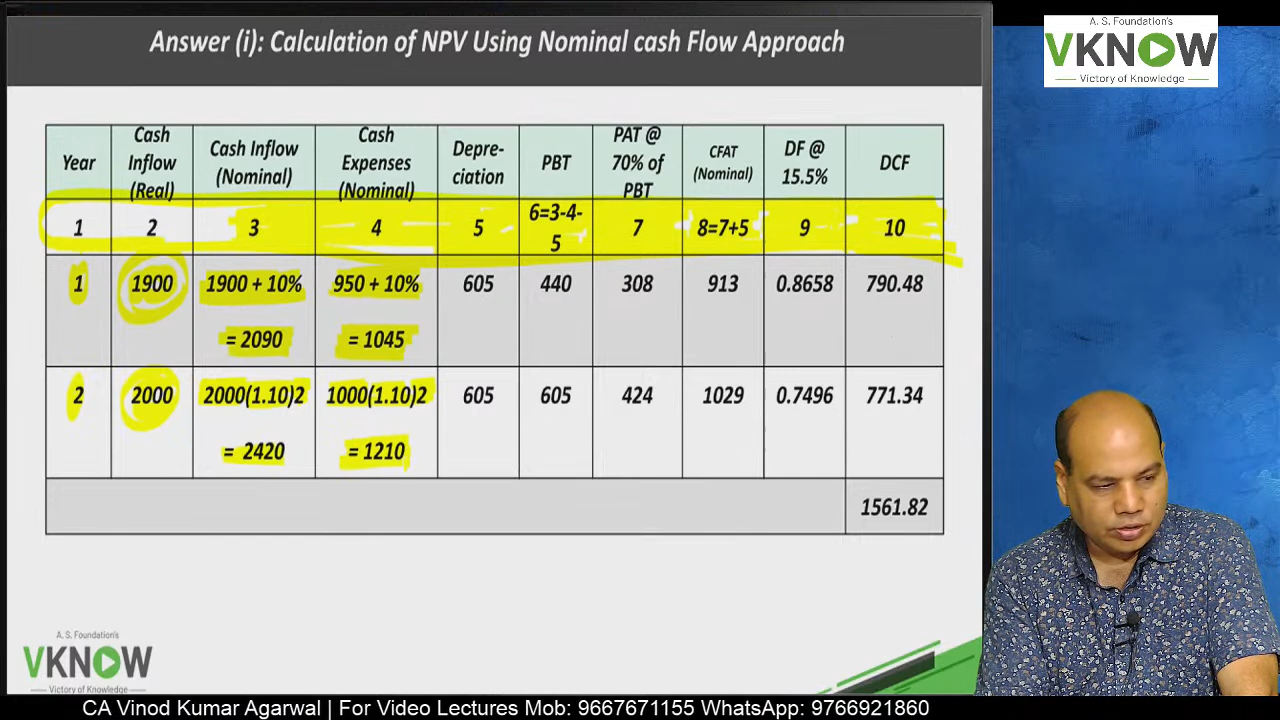 Answer (i): Calculation of NPV Using Nominal cash Flow Approach
A. S. Foundation's
VKNOW
Victory of Knowledge
Year
Cash
Inflow
(Real)
Cash Inflow
(Nominal)
Cash
Expenses
(Nominal)
Depre-
ciation
PBT
PAT @
70% of
PBT
CFAT
(Nominal)
DF @
15.5%
DCF
1
2
3
4
5
6=3-4-
5
7
8=7+5
9
10
1
1900
1900 + 10%
= 2090
950 + 10%
= 1045
605
440
308
913
0.8658
790.48
2
2000
2000(1.10)2
= 2420
1000(1.10)2
= 1210
605
605
424
1029
0.7496
771.34
1561.82
A. S. Foundation's
VKNOW
Victory of Knowledge
CA Vinod Kumar Agarwal | For Video Lectures Mob: 9667671155 WhatsApp: 9766921860